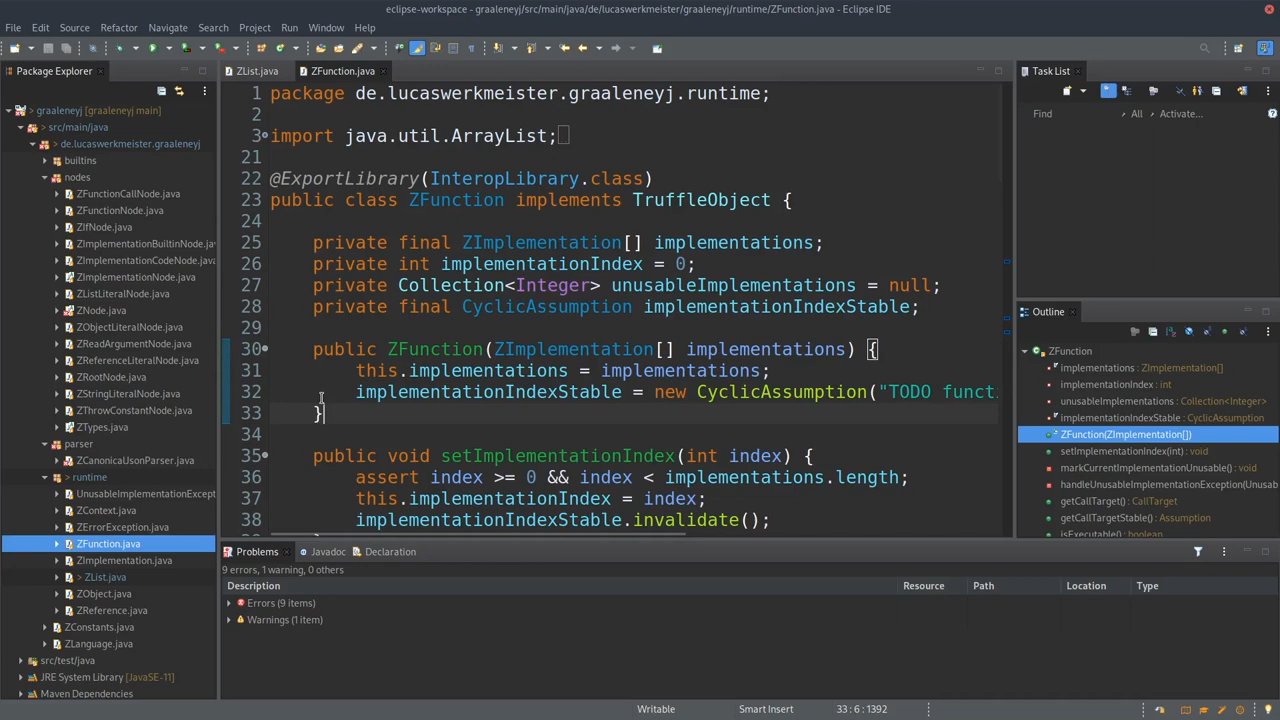 eclipse-workspace - graaleneyj/src/main/java/de/lucaswerkmeister/graaleneyj/runtime/ZFunction.java - Eclipse IDE
File Edit Source Refactor Navigate Search Project Run Window Help
Package Explorer
> graaleneyj [graaleneyj main]
> src/main/java
> de.lucaswerkmeister.graaleneyj
builtins
nodes
ZFunctionCallNode.java
ZFunctionNode.java
ZIfNode.java
ZImplementationBuiltinNode.java
ZImplementationCodeNode.java
ZImplementationNode.java
ZListLiteralNode.java
ZNode.java
ZObjectLiteralNode.java
ZReadArgumentNode.java
ZReferenceLiteralNode.java
ZRootNode.java
ZStringLiteralNode.java
ZThrowConstantNode.java
ZTypes.java
parser
ZCanonicalJsonParser.java
> runtime
UnusableImplementationExcept
ZContext.java
ZErrorException.java
ZFunction.java
ZImplementation.java
> ZList.java
ZObject.java
ZReference.java
ZConstants.java
ZLanguage.java
src/test/java
JRE System Library [JavaSE-11]
Maven Dependencies
ZList.java
ZFunction.java
1 package de.lucaswerkmeister.graaleneyj.runtime;
2
3 import java.util.ArrayList;
21
22 @ExportLibrary(InteropLibrary.class)
23 public class ZFunction implements TruffleObject {
24
25 private final ZImplementation[] implementations;
26 private int implementationIndex = 0;
27 private Collection<Integer> unusableImplementations = null;
28 private final CyclicAssumption implementationIndexStable;
29
30 public ZFunction(ZImplementation[] implementations) {
31 this.implementations = implementations;
32 implementationIndexStable = new CyclicAssumption("TODO functi
33 }
34
35 public void setImplementationIndex(int index) {
36 assert index >= 0 && index < implementations.length;
37 this.implementationIndex = index;
38 implementationIndexStable.invalidate();
Problems
Javadoc
Declaration
9 errors, 1 warning, 0 others
Description Resource Path Location Type
Errors (9 items)
Warnings (1 item)
Task List
Find All Activate...
Outline
ZFunction
implementations : ZImplementation[]
implementationIndex : int
unusableImplementations : Collection<Integer>
implementationIndexStable : CyclicAssumption
ZFunction(ZImplementation[])
setImplementationIndex(int) : void
markCurrentImplementationUnusable() : void
handleUnusableImplementationException(Unusab
getCallTarget() : CallTarget
getCallTargetStable() : Assumption
isExecutable() : boolean
Writable Smart Insert 33 : 6 : 1392